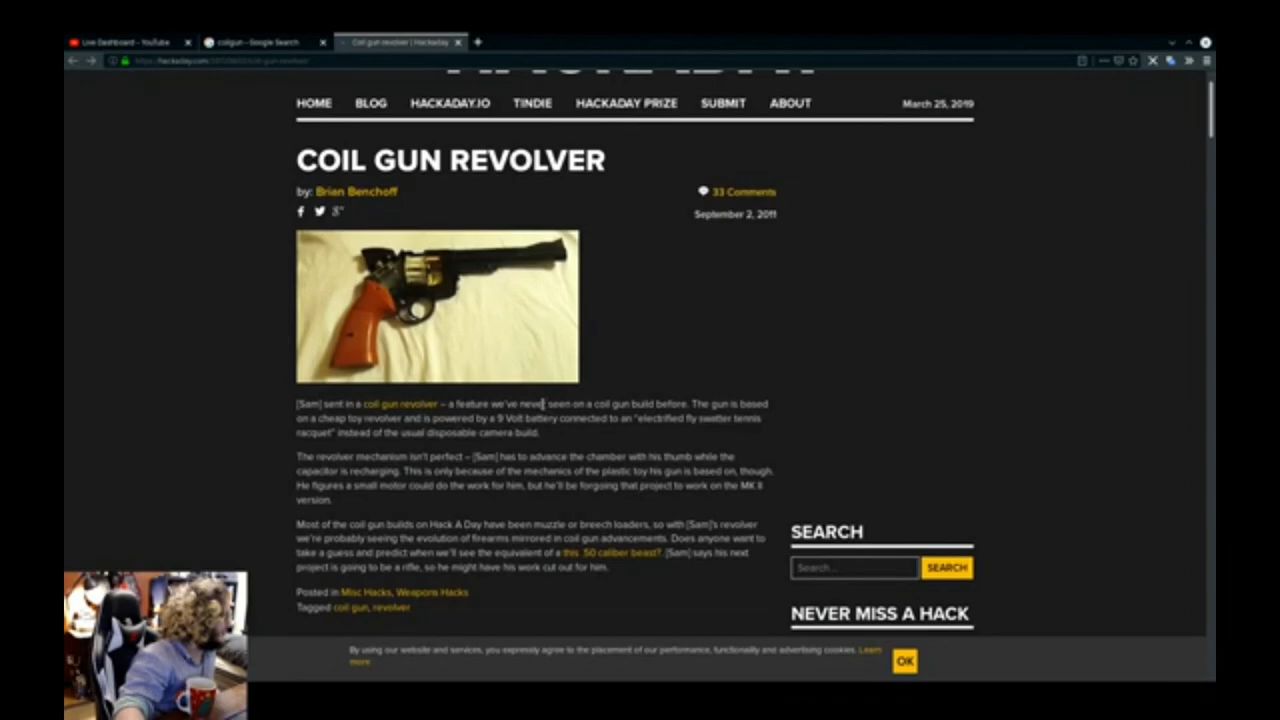 Live Dashboard - YouTube
coilgun - Google Search
Coil gun revolver | Hackaday
HOME BLOG HACKADAY.IO TINDIE HACKADAY PRIZE SUBMIT ABOUT March 25, 2019
COIL GUN REVOLVER
by: Brian Benchoff
33 Comments
September 2, 2011
[Sam] sent in a coil gun revolver – a feature we've never seen on a coil gun build before. The gun is based
on a cheap toy revolver and is powered by a 9 Volt battery connected to an "electrified fly swatter tennis
racquet" instead of the usual disposable camera build.
The revolver mechanism isn't perfect – [Sam] has to advance the chamber with his thumb while the
capacitor is recharging. This is only because of the mechanics of the plastic toy his gun is based on, though.
He figures a small motor could do the work for him, but he'll be forgoing that project to work on the MK II
version.
Most of the coil gun builds on Hack A Day have been muzzle or breech loaders, so with [Sam]'s revolver
we're probably seeing the evolution of firearms mirrored in coil gun advancements. Does anyone want to
take a guess and predict when we'll see the equivalent of a this .50 caliber beast? [Sam] says his next
project is going to be a rifle, so he might have his work cut out for him.
Posted in Misc Hacks, Weapons Hacks
Tagged coil gun, revolver
SEARCH
Search...
SEARCH
NEVER MISS A HACK
By using our website and services, you expressly agree to the placement of our performance, functionality and advertising cookies. Learn
more
OK